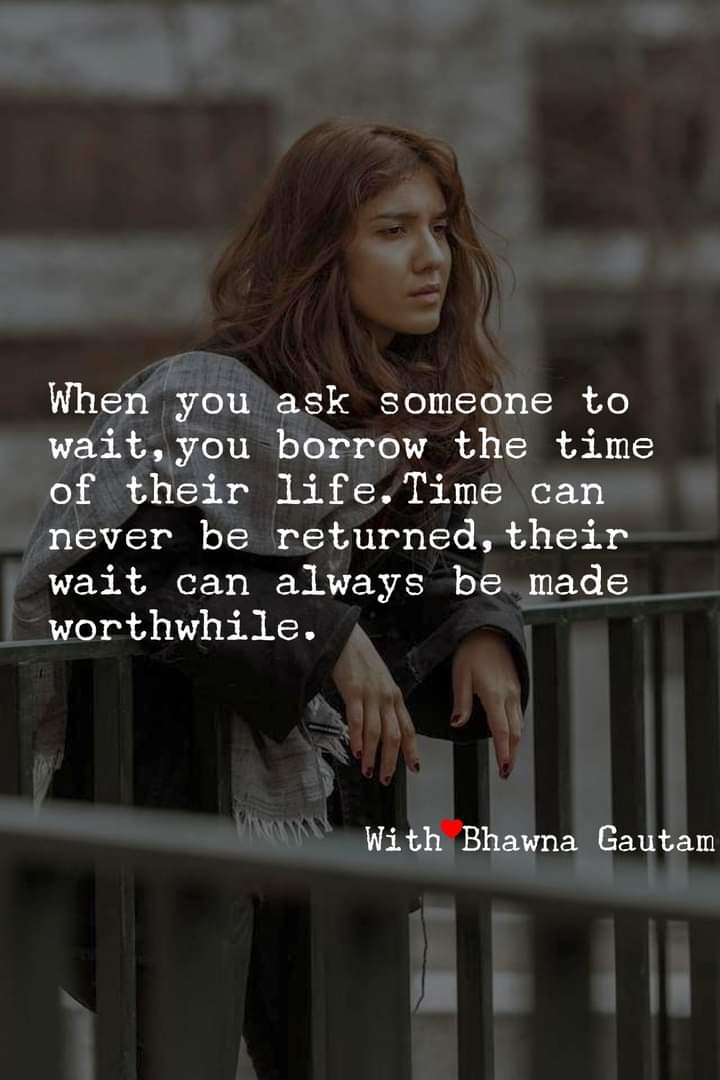 When you ask someone to
wait,you borrow the time
of their life.Time can
never be returned,their
wait can always be made
worthwhile.
With❤Bhawna Gautam